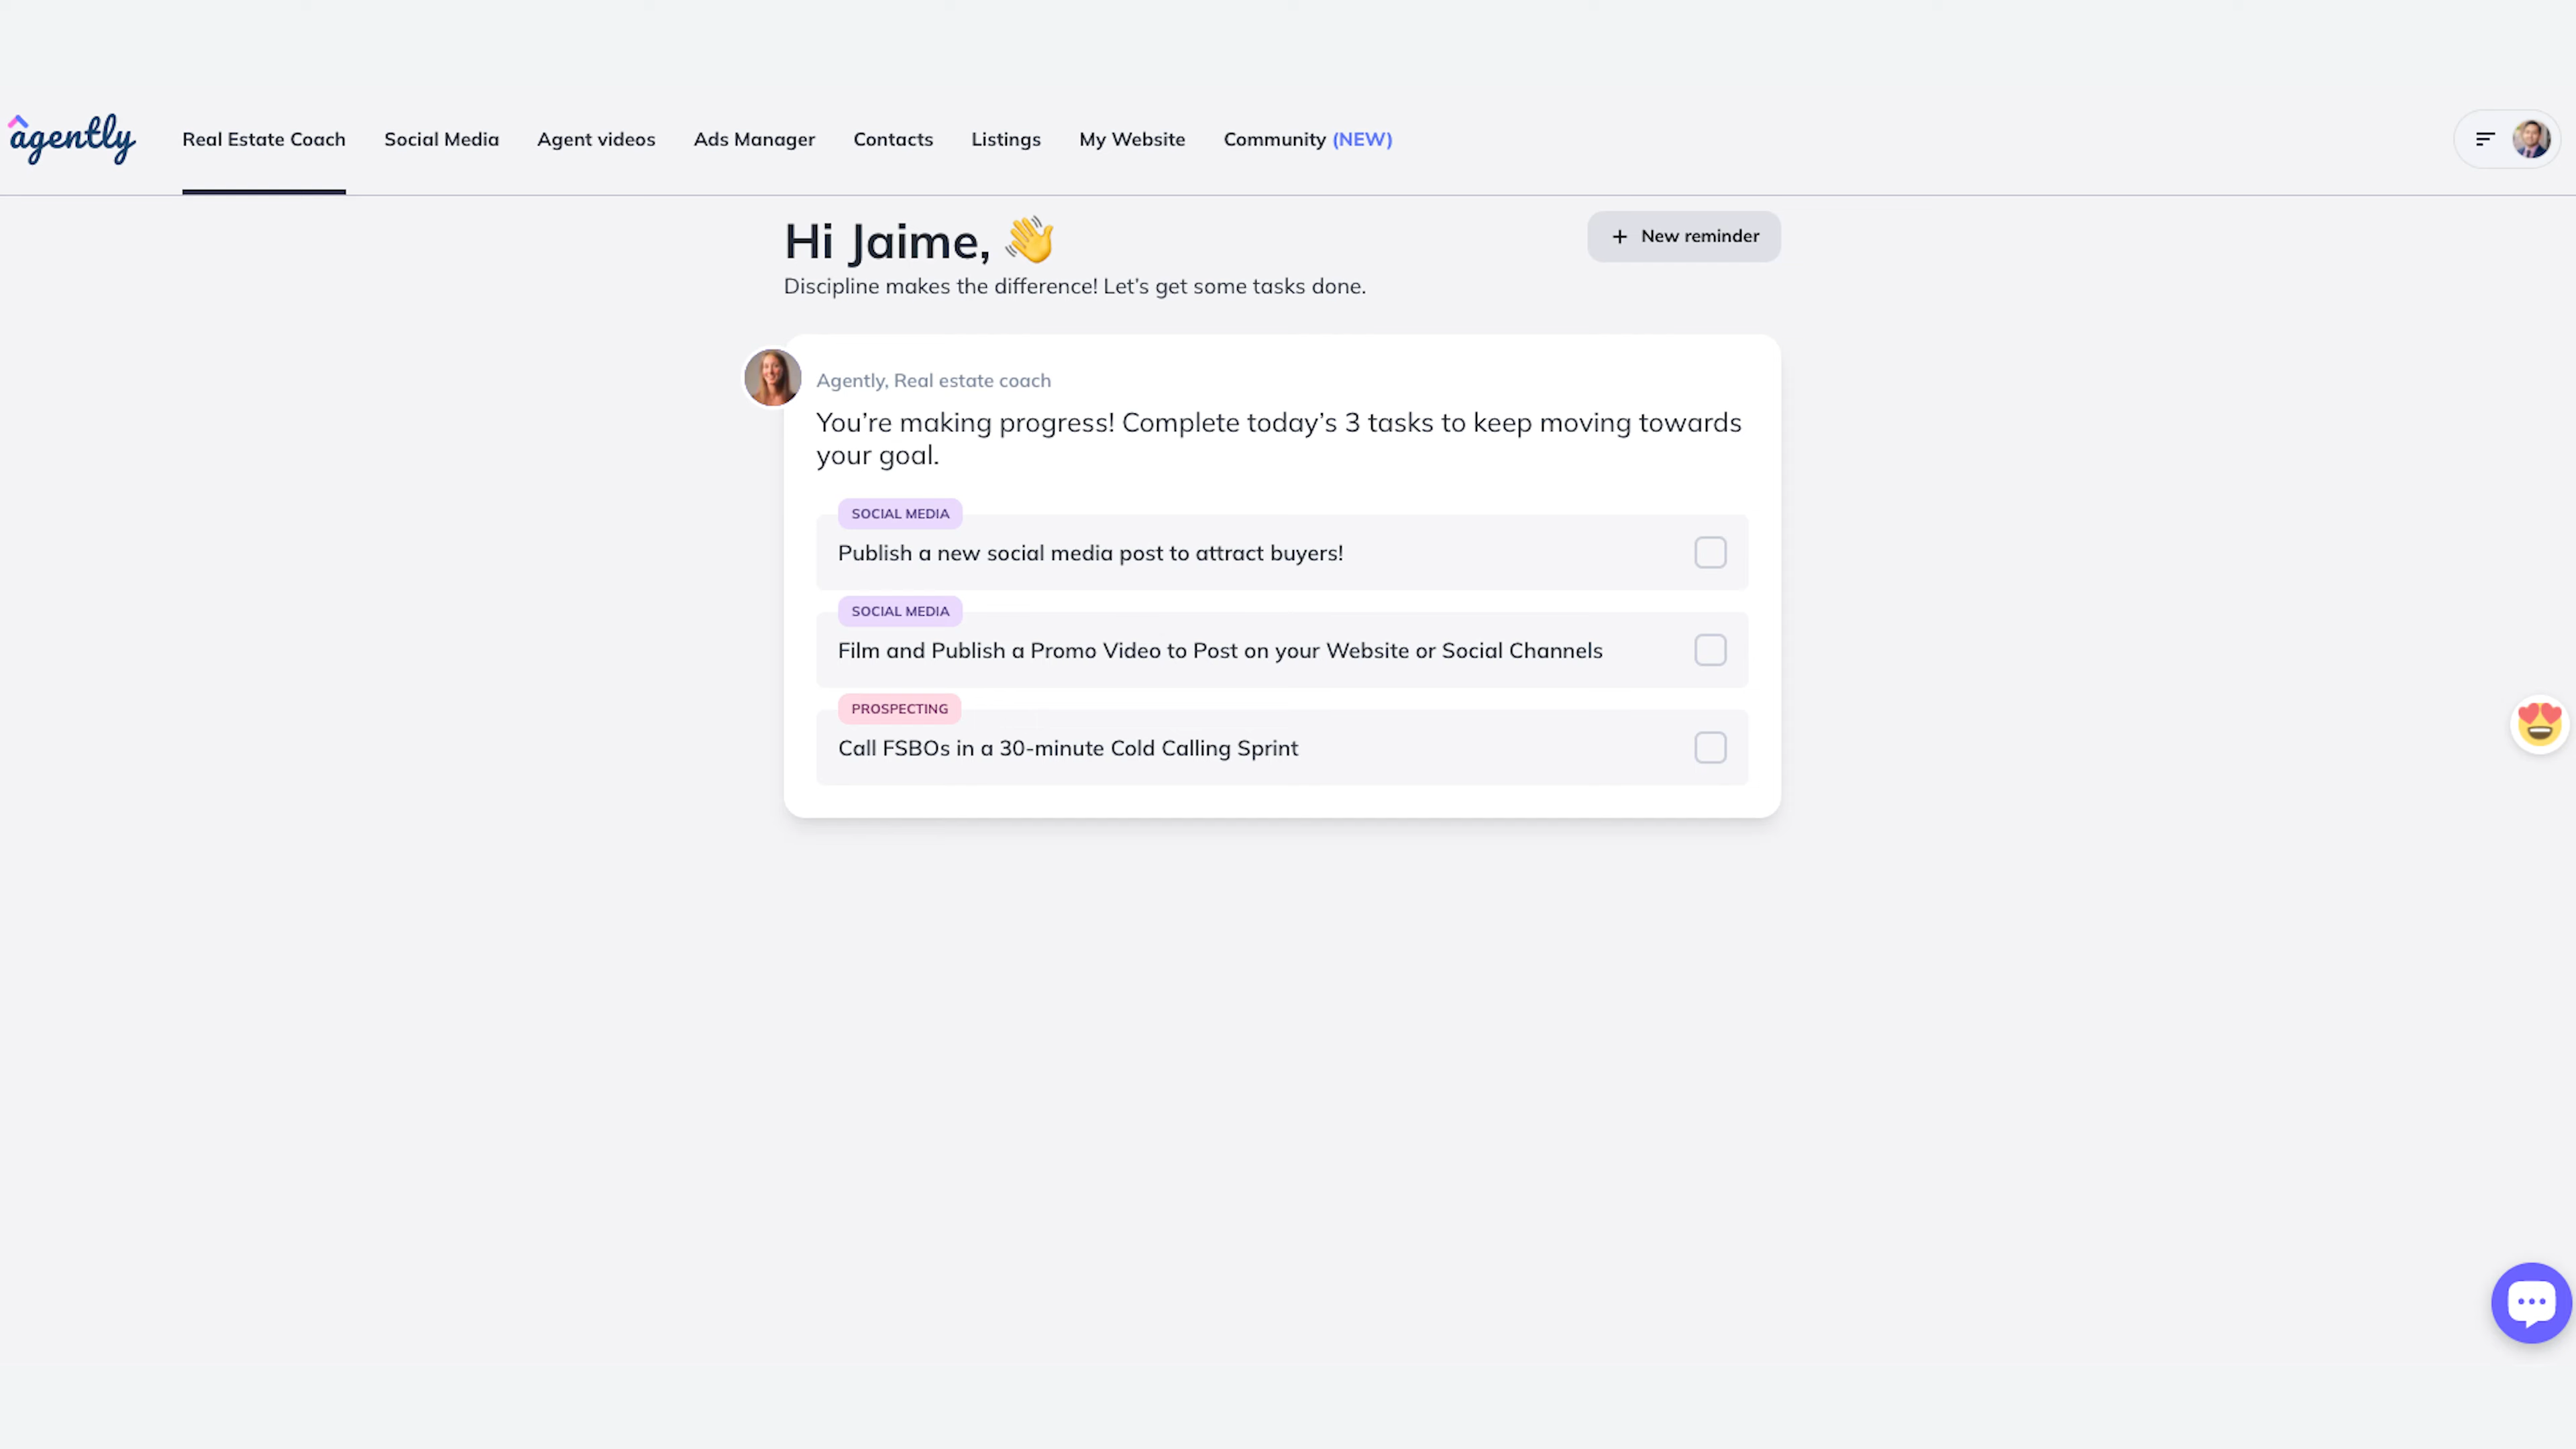 agently
Real Estate Coach
Social Media
Agent videos
Ads Manager
Contacts
Listings
My Website
Community (NEW)
Hi Jaime, 👋
+ New reminder
Discipline makes the difference! Let's get some tasks done.
Agently, Real estate coach
You're making progress! Complete today's 3 tasks to keep moving towards
your goal.
SOCIAL MEDIA
Publish a new social media post to attract buyers!
SOCIAL MEDIA
Film and Publish a Promo Video to Post on your Website or Social Channels
PROSPECTING
Call FSBOs in a 30-minute Cold Calling Sprint